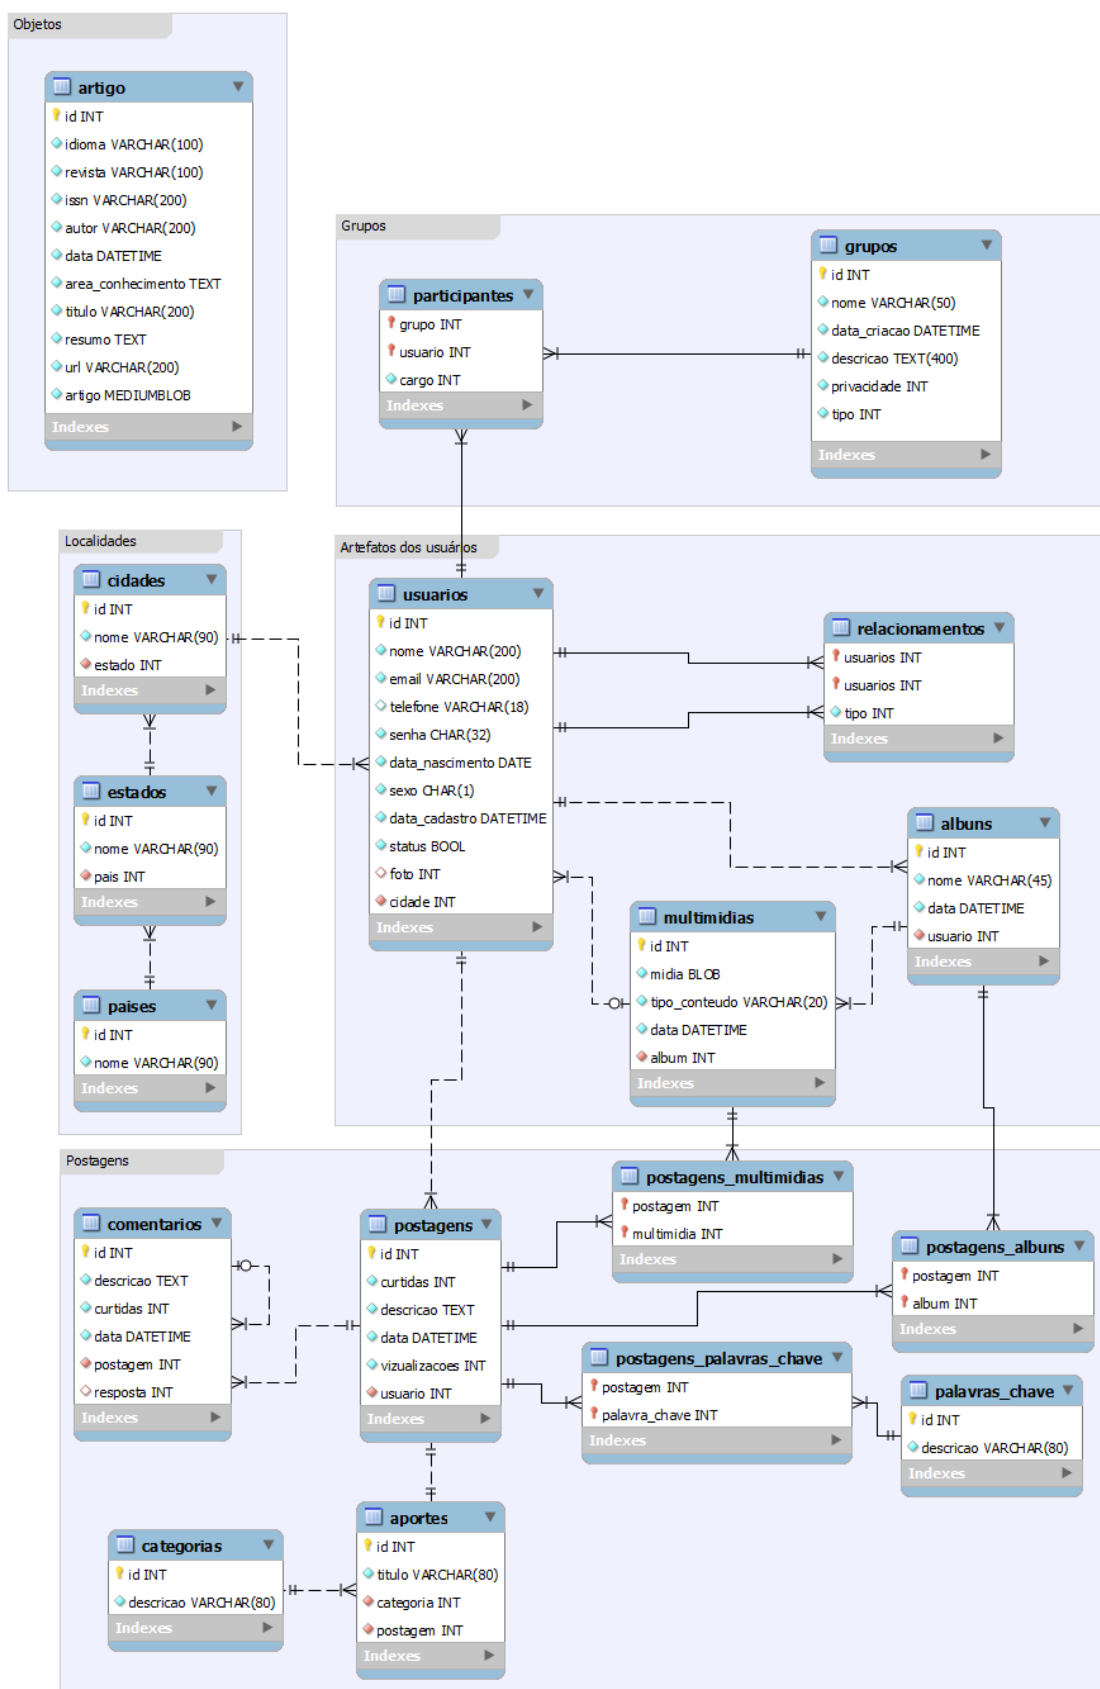 Objetos
artigo
id INT
idioma VARCHAR(100)
revista VARCHAR(100)
issn VARCHAR(200)
autor VARCHAR(200)
data DATETIME
area_conhecimento TEXT
titulo VARCHAR(200)
resumo TEXT
url VARCHAR(200)
artigo MEDIUMBLOB
Indexes
Grupos
participantes
grupo INT
usuario INT
cargo INT
Indexes
grupos
id INT
nome VARCHAR(50)
data_criacao DATETIME
descricao TEXT(400)
privacidade INT
tipo INT
Indexes
Localidades
cidades
id INT
nome VARCHAR(90)
estado INT
Indexes
estados
id INT
nome VARCHAR(90)
pais INT
Indexes
paises
id INT
nome VARCHAR(90)
Indexes
Artefatos dos usuários
usuarios
id INT
nome VARCHAR(200)
email VARCHAR(200)
telefone VARCHAR(18)
senha CHAR(32)
data_nascimento DATE
sexo CHAR(1)
data_cadastro DATETIME
status BOOL
foto INT
cidade INT
Indexes
relacionamentos
usuarios INT
usuarios INT
tipo INT
Indexes
albuns
id INT
nome VARCHAR(45)
data DATETIME
usuario INT
Indexes
multimidias
id INT
midia BLOB
tipo_conteudo VARCHAR(20)
data DATETIME
album INT
Indexes
Postagens
comentarios
id INT
descricao TEXT
curtidas INT
data DATETIME
postagem INT
resposta INT
Indexes
postagens
id INT
curtidas INT
descricao TEXT
data DATETIME
vizualizacoes INT
usuario INT
Indexes
postagens_multimidias
postagem INT
multimidia INT
Indexes
postagens_albuns
postagem INT
album INT
Indexes
postagens_palavras_chave
postagem INT
palavra_chave INT
Indexes
palavras_chave
id INT
descricao VARCHAR(80)
Indexes
categorias
id INT
descricao VARCHAR(80)
Indexes
aportes
id INT
titulo VARCHAR(80)
categoria INT
postagem INT
Indexes